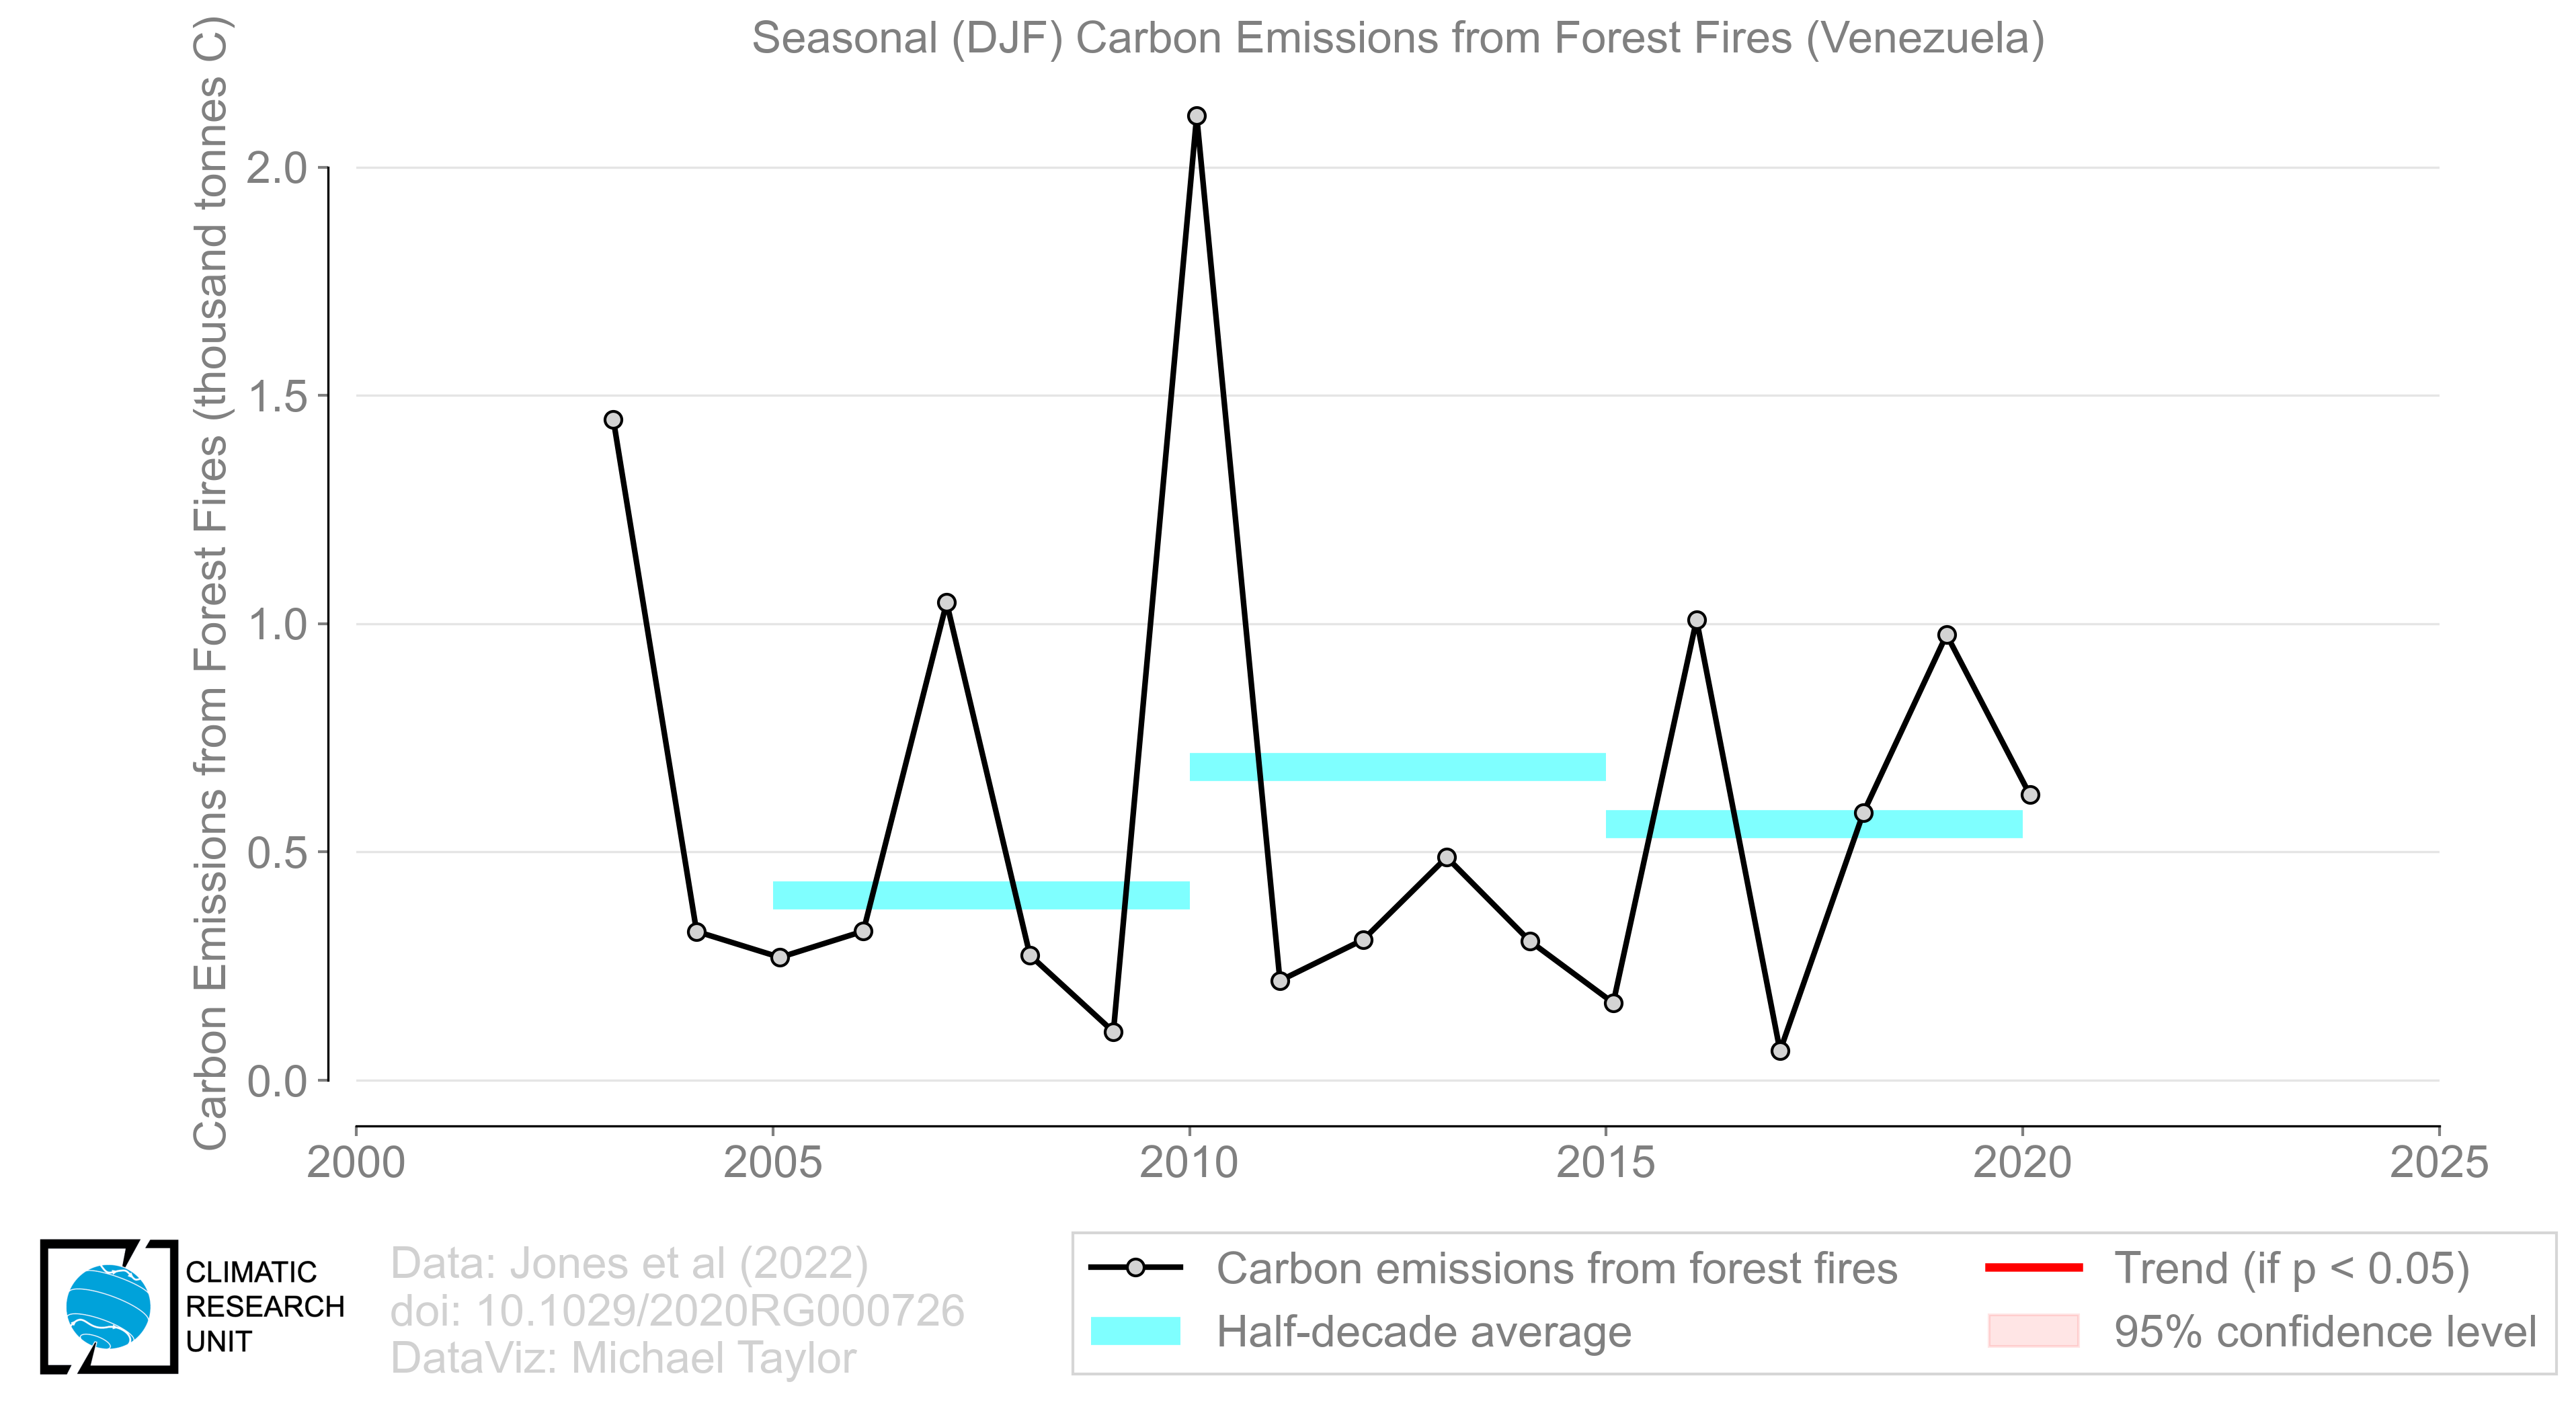 Seasonal (DJF) Carbon Emissions from Forest Fires (Venezuela)
Carbon Emissions from Forest Fires (thousand tonnes C)
2.0
1.5
1.0
0.5
0.0
2000 2005 2010 2015 2020 2025
CLIMATIC
RESEARCH
UNIT
Data: Jones et al (2022)
doi: 10.1029/2020RG000726
DataViz: Michael Taylor
Carbon emissions from forest fires
Half-decade average
Trend (if p < 0.05)
95% confidence level